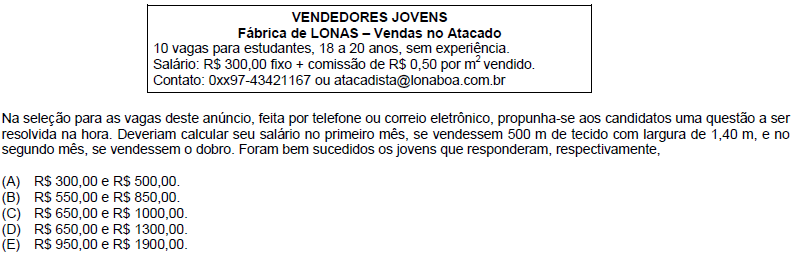 VENDEDORES JOVENS
Fábrica de LONAS – Vendas no Atacado
10 vagas para estudantes, 18 a 20 anos, sem experiência.
Salário: R$ 300,00 fixo + comissão de R$ 0,50 por m² vendido.
Contato: 0xx97-43421167 ou atacadista@lonaboa.com.br
Na seleção para as vagas deste anúncio, feita por telefone ou correio eletrônico, propunha-se aos candidatos uma questão a ser
resolvida na hora. Deveriam calcular seu salário no primeiro mês, se vendessem 500 m de tecido com largura de 1,40 m, e no
segundo mês, se vendessem o dobro. Foram bem sucedidos os jovens que responderam, respectivamente,
(A) R$ 300,00 e R$ 500,00.
(B) R$ 550,00 e R$ 850,00.
(C) R$ 650,00 e R$ 1000,00.
(D) R$ 650,00 e R$ 1300,00.
(E) R$ 950,00 e R$ 1900,00.